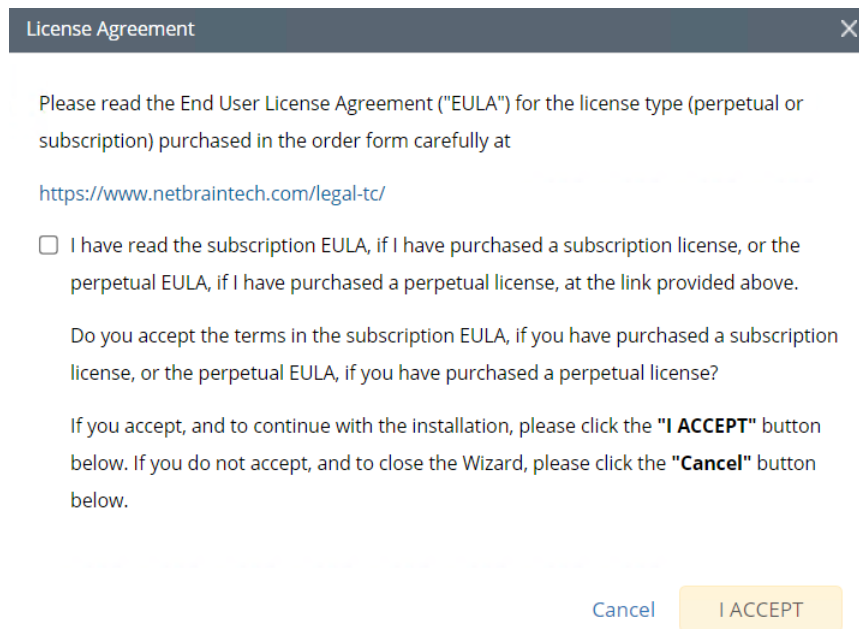 License Agreement
Please read the End User License Agreement ("EULA") for the license type (perpetual or
subscription) purchased in the order form carefully at
https://www.netbraintech.com/legal-tc/
I have read the subscription EULA, if I have purchased a subscription license, or the
perpetual EULA, if I have purchased a perpetual license, at the link provided above.
Do you accept the terms in the subscription EULA, if you have purchased a subscription
license, or the perpetual EULA, if you have purchased a perpetual license?
If you accept, and to continue with the installation, please click the "I ACCEPT" button
below. If you do not accept, and to close the Wizard, please click the "Cancel" button
below.
Cancel I ACCEPT